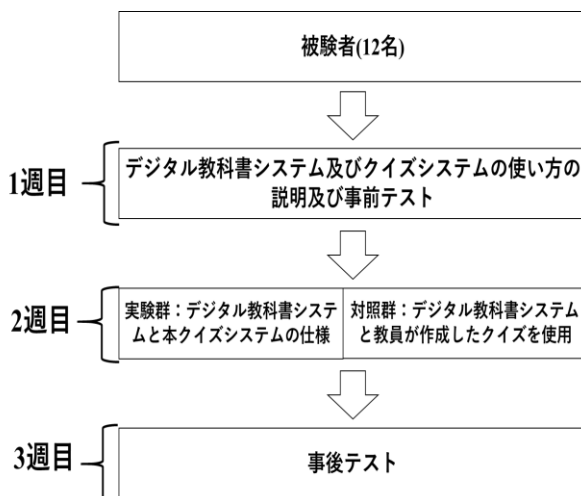 被験者(12名)
1週目
デジタル教科書システム及びクイズシステムの使い方の
説明及び事前テスト
2週目
実験群：デジタル教科書システ
ムと本クイズシステムの仕様
対照群：デジタル教科書システム
と教員が作成したクイズを使用
3週目
事後テスト